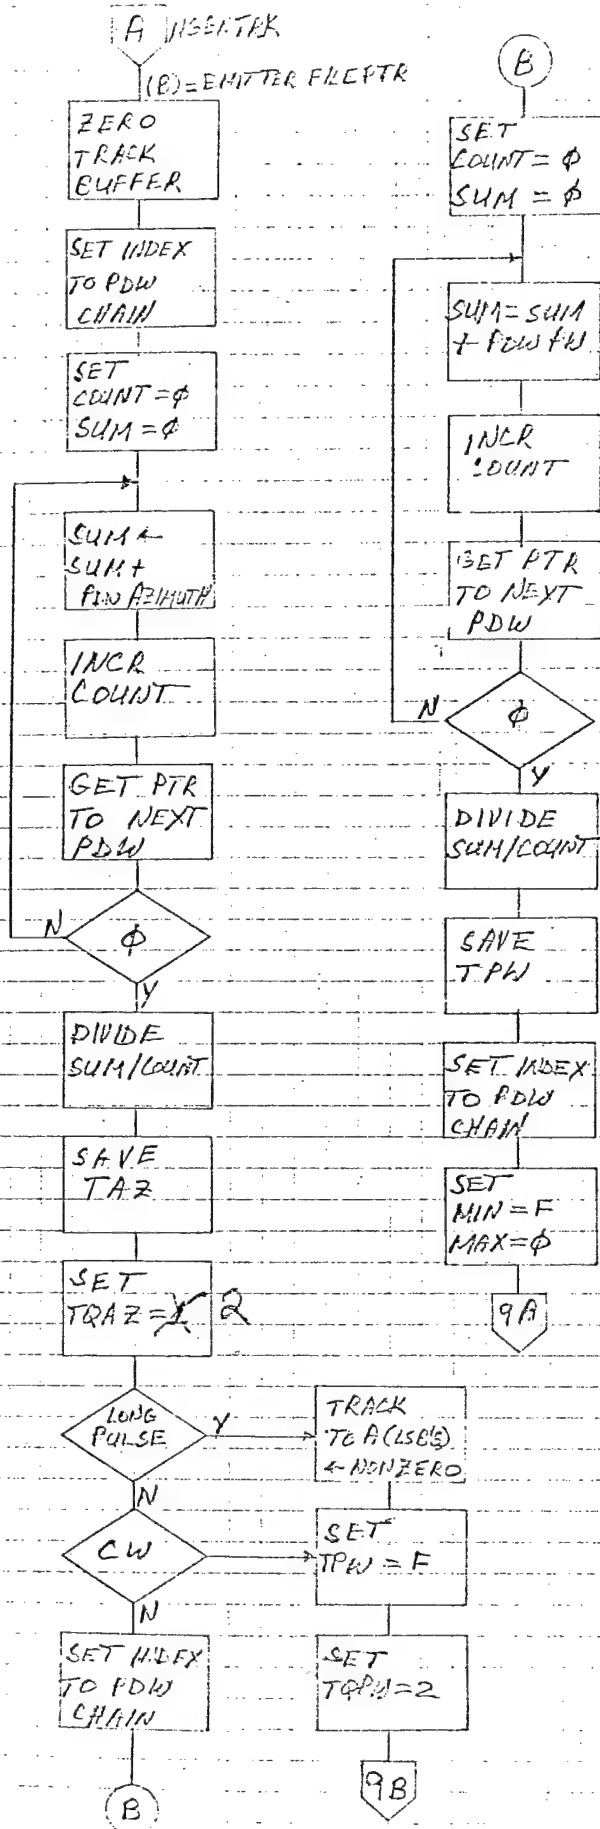 A
(B)=EMITTER FILE PTR
ZERO
TRACK
BUFFER
SET INDEX
TO PDW
CHAIN
SET
COUNT=φ
SUM=φ
SUM ←
SUM+
PDW AZIMUTH
INCR
COUNT
GET PTR
TO NEXT
PDW
φ
N
Y
DIVIDE
SUM/COUNT
SAVE
TAZ
SET
TQAZ = 2
LONG
PULSE
Y
N
TRACK
TO A (LSB'S)
← NONZERO
CW
N
SET
TPW = F
SET INDEX
TO PDW
CHAIN
SET
TQPW=2
B
9B
B
SET
COUNT=φ
SUM = φ
SUM=SUM
+ PDW PW
INCR
COUNT
GET PTR
TO NEXT
PDW
φ
N
Y
DIVIDE
SUM/COUNT
SAVE
TPW
SET INDEX
TO PDW
CHAIN
SET
MIN=F
MAX=φ
9A